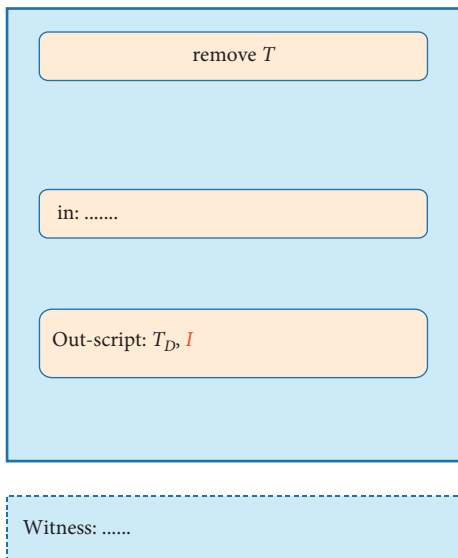 remove T
in: .......
Out-script: T_D, I
Witness: ......